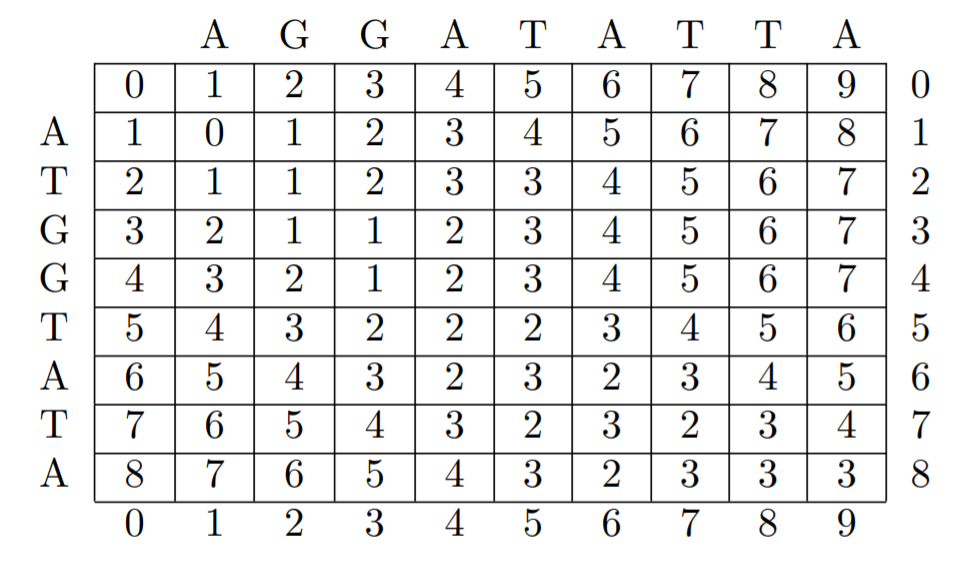 A G G A T A T T A
0 1 2 3 4 5 6 7 8 9 0
A 1 0 1 2 3 4 5 6 7 8 1
T 2 1 1 2 3 3 4 5 6 7 2
G 3 2 1 1 2 3 4 5 6 7 3
G 4 3 2 1 2 3 4 5 6 7 4
T 5 4 3 2 2 2 3 4 5 6 5
A 6 5 4 3 2 3 2 3 4 5 6
T 7 6 5 4 3 2 3 2 3 4 7
A 8 7 6 5 4 3 2 3 3 3 8
0 1 2 3 4 5 6 7 8 9